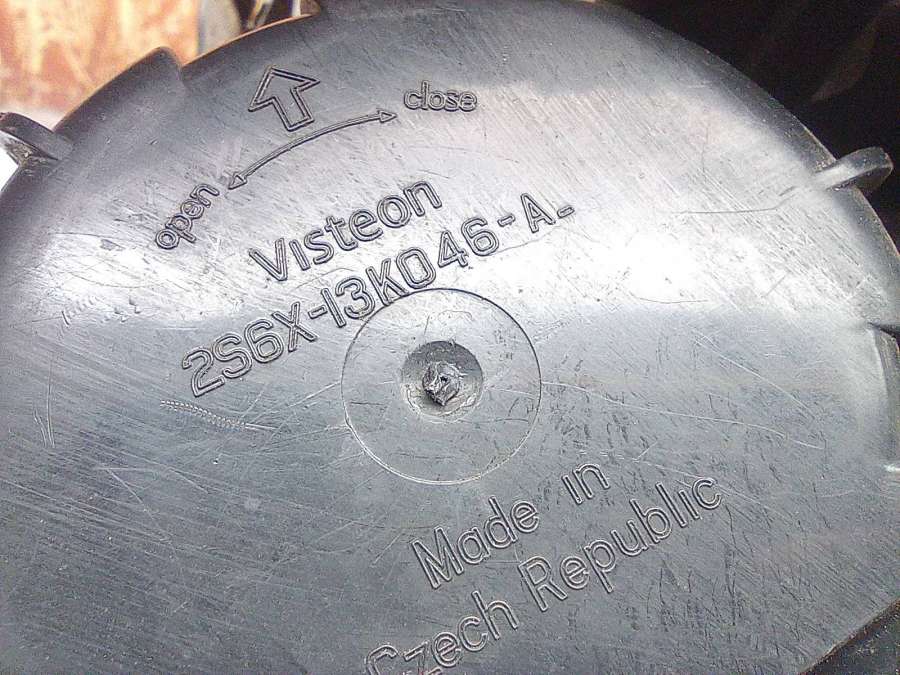 close
open
Visteon
2S6X-13K046-A-
Made in
Czech Republic